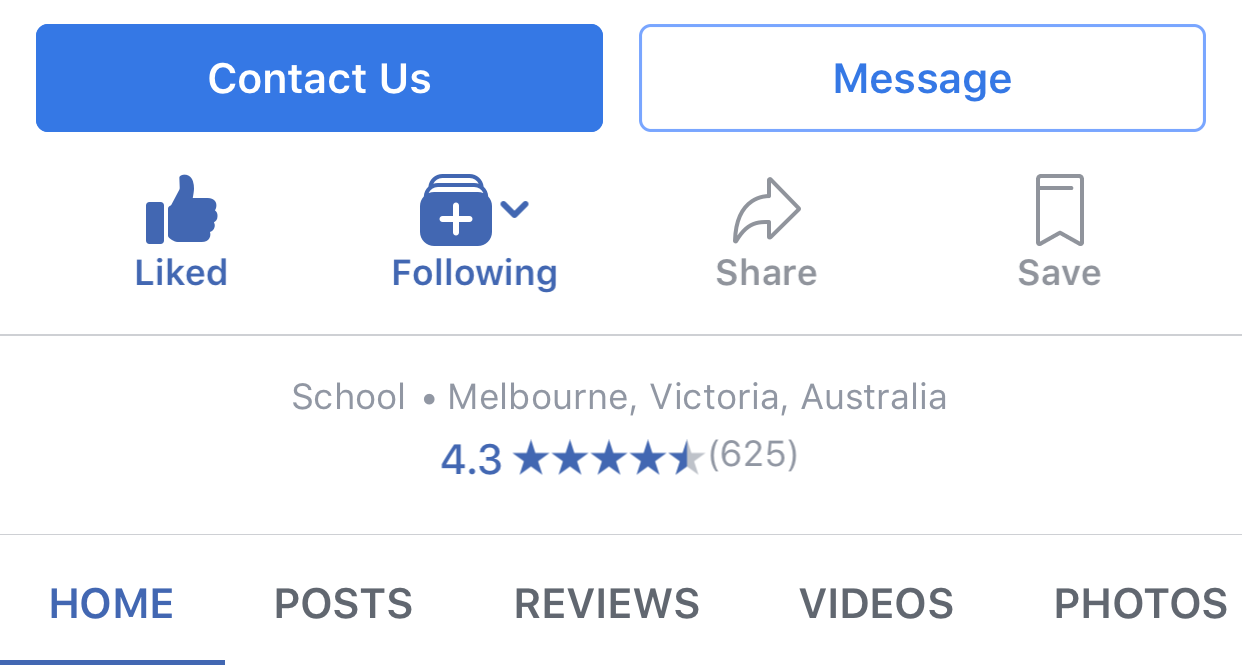 Contact Us Message
Liked Following Share Save
School • Melbourne, Victoria, Australia
4.3 ★★★★★ (625)
HOME POSTS REVIEWS VIDEOS PHOTOS